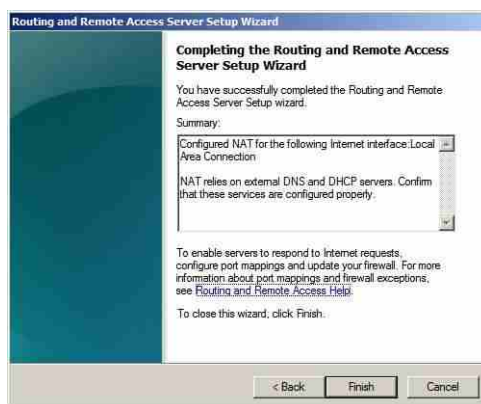 Routing and Remote Access Server Setup Wizard
Completing the Routing and Remote Access
Server Setup Wizard
You have successfully completed the Routing and Remote
Access Server Setup wizard.
Summary:
Configured NAT for the following Internet interface:Local
Area Connection
NAT relies on external DNS and DHCP servers. Confirm
that these services are configured properly.
To enable servers to respond to Internet requests,
configure port mappings and update your firewall. For more
information about port mappings and firewall exceptions,
see Routing and Remote Access Help.
To close this wizard, click Finish.
< Back Finish Cancel